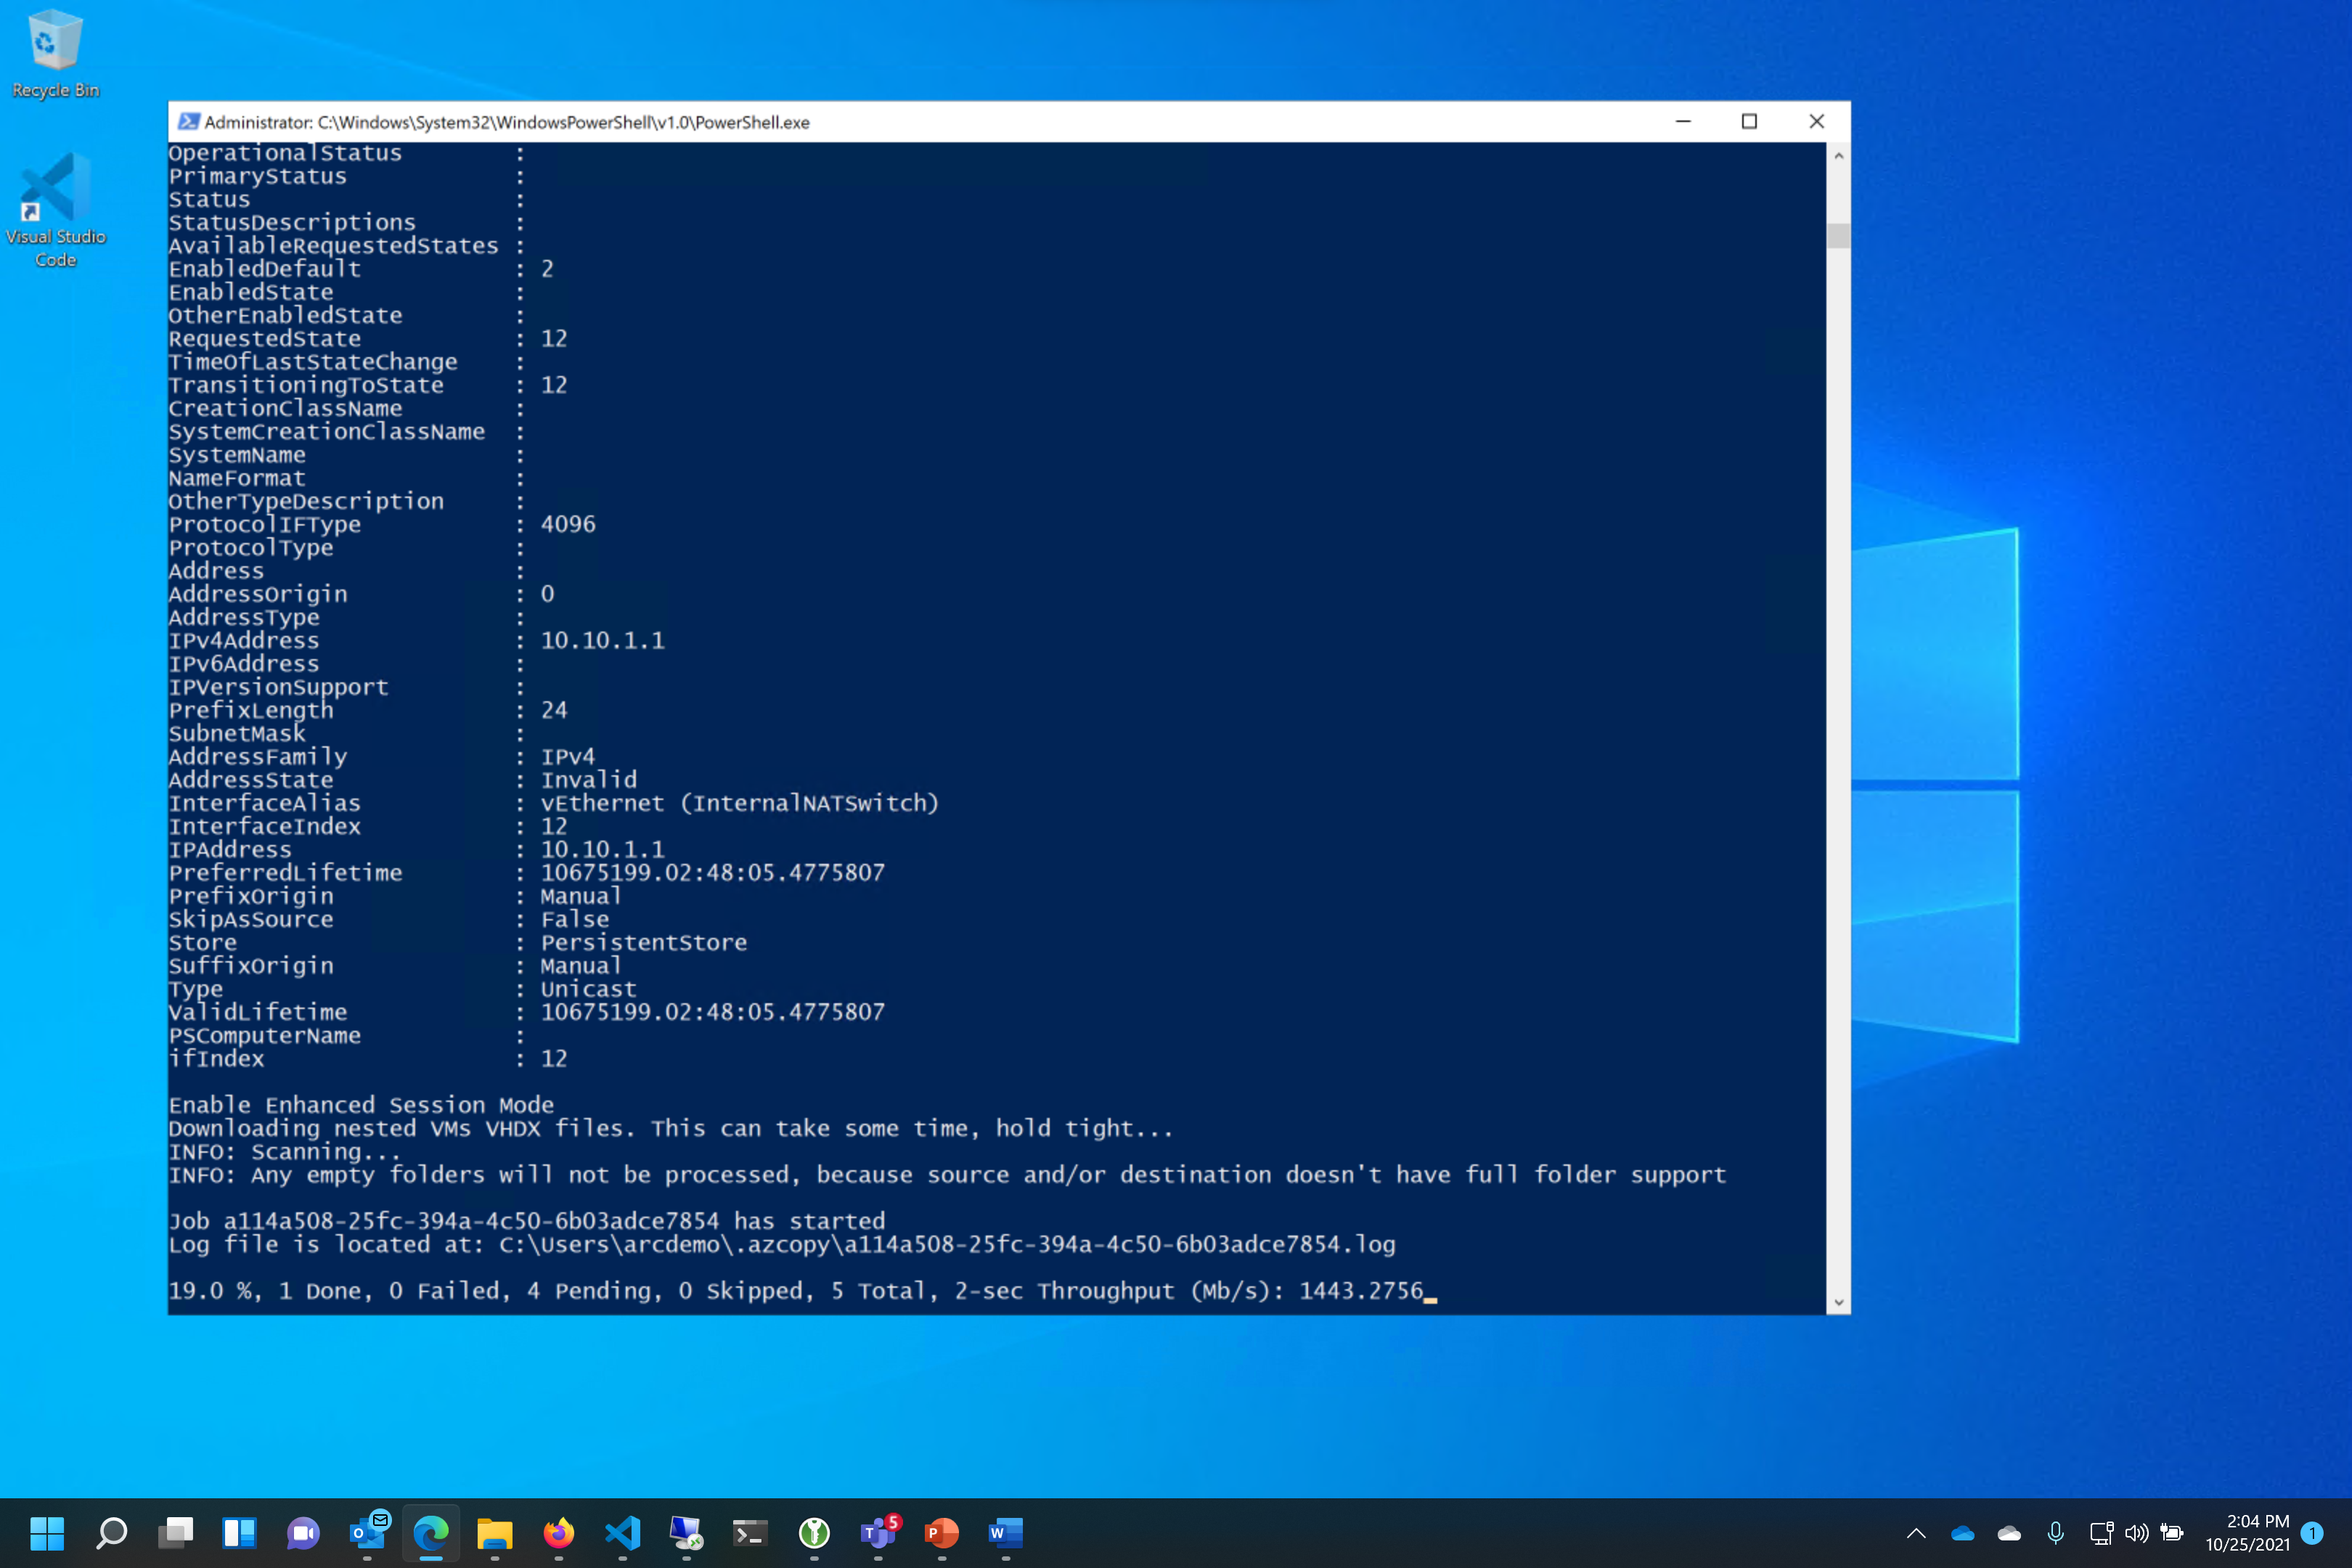 Recycle Bin
Visual Studio
Code
Administrator: C:\Windows\System32\WindowsPowerShell\v1.0\PowerShell.exe
OperationalStatus :
PrimaryStatus :
Status :
StatusDescriptions :
AvailableRequestedStates :
EnabledDefault : 2
EnabledState :
OtherEnabledState :
RequestedState : 12
TimeOfLastStateChange :
TransitioningToState : 12
CreationClassName :
SystemCreationClassName :
SystemName :
NameFormat :
OtherTypeDescription :
ProtocolIFType : 4096
ProtocolType :
Address :
AddressOrigin : 0
AddressType :
IPv4Address : 10.10.1.1
IPv6Address :
IPVersionSupport :
PrefixLength : 24
SubnetMask :
AddressFamily : IPv4
AddressState : Invalid
InterfaceAlias : vEthernet (InternalNATSwitch)
InterfaceIndex : 12
IPAddress : 10.10.1.1
PreferredLifetime : 10675199.02:48:05.4775807
PrefixOrigin : Manual
SkipAsSource : False
Store : PersistentStore
SuffixOrigin : Manual
Type : Unicast
ValidLifetime : 10675199.02:48:05.4775807
PSComputerName :
ifIndex : 12
Enable Enhanced Session Mode
Downloading nested VMs VHDX files. This can take some time, hold tight...
INFO: Scanning...
INFO: Any empty folders will not be processed, because source and/or destination doesn't have full folder support
Job a114a508-25fc-394a-4c50-6b03adce7854 has started
Log file is located at: C:\Users\arcdemo\.azcopy\a114a508-25fc-394a-4c50-6b03adce7854.log
19.0 %, 1 Done, 0 Failed, 4 Pending, 0 Skipped, 5 Total, 2-sec Throughput (Mb/s): 1443.2756
5
2:04 PM
10/25/2021
1